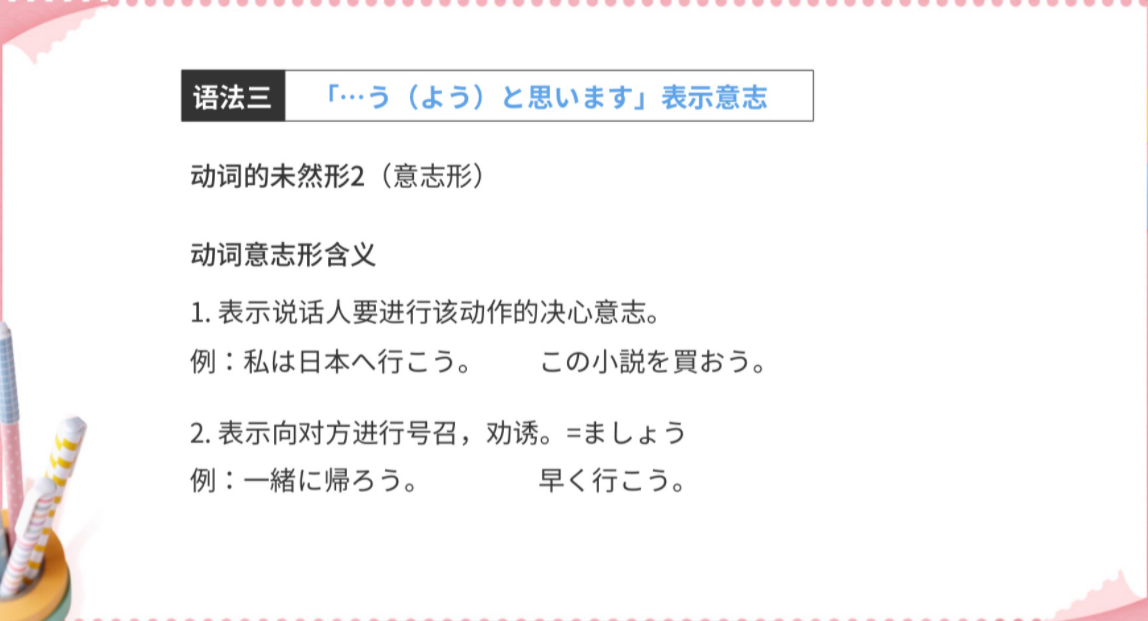 语法三 「…う（よう）と思います」表示意志
动词的未然形2（意志形）
动词意志形含义
1. 表示说话人要进行该动作的决心意志。
例：私は日本へ行こう。 この小説を買おう。
2. 表示向对方进行号召，劝诱。=ましょう
例：一緒に帰ろう。 早く行こう。